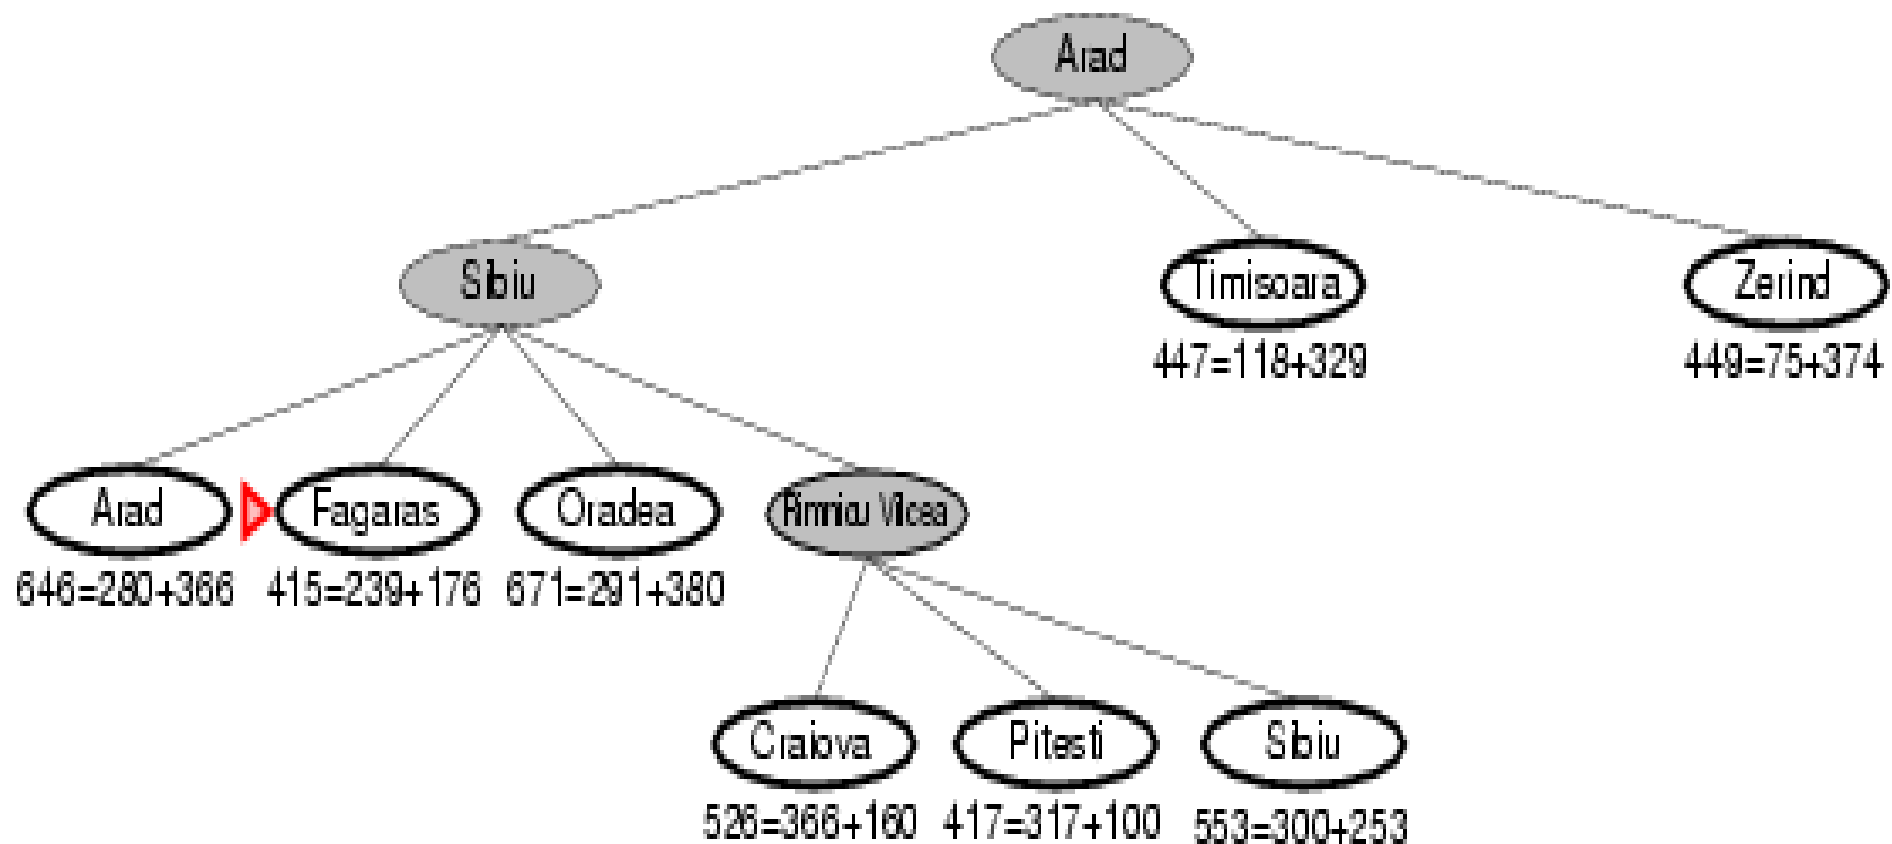 Arad
Sibiu
Timisoara
Zerind
447=118+329
449=75+374
Arad
Fagaras
Oradea
Rimnicu Vilcea
646=280+366
415=239+176
671=291+380
Craiova
Pitesti
Sibiu
526=366+160
417=317+100
553=300+253